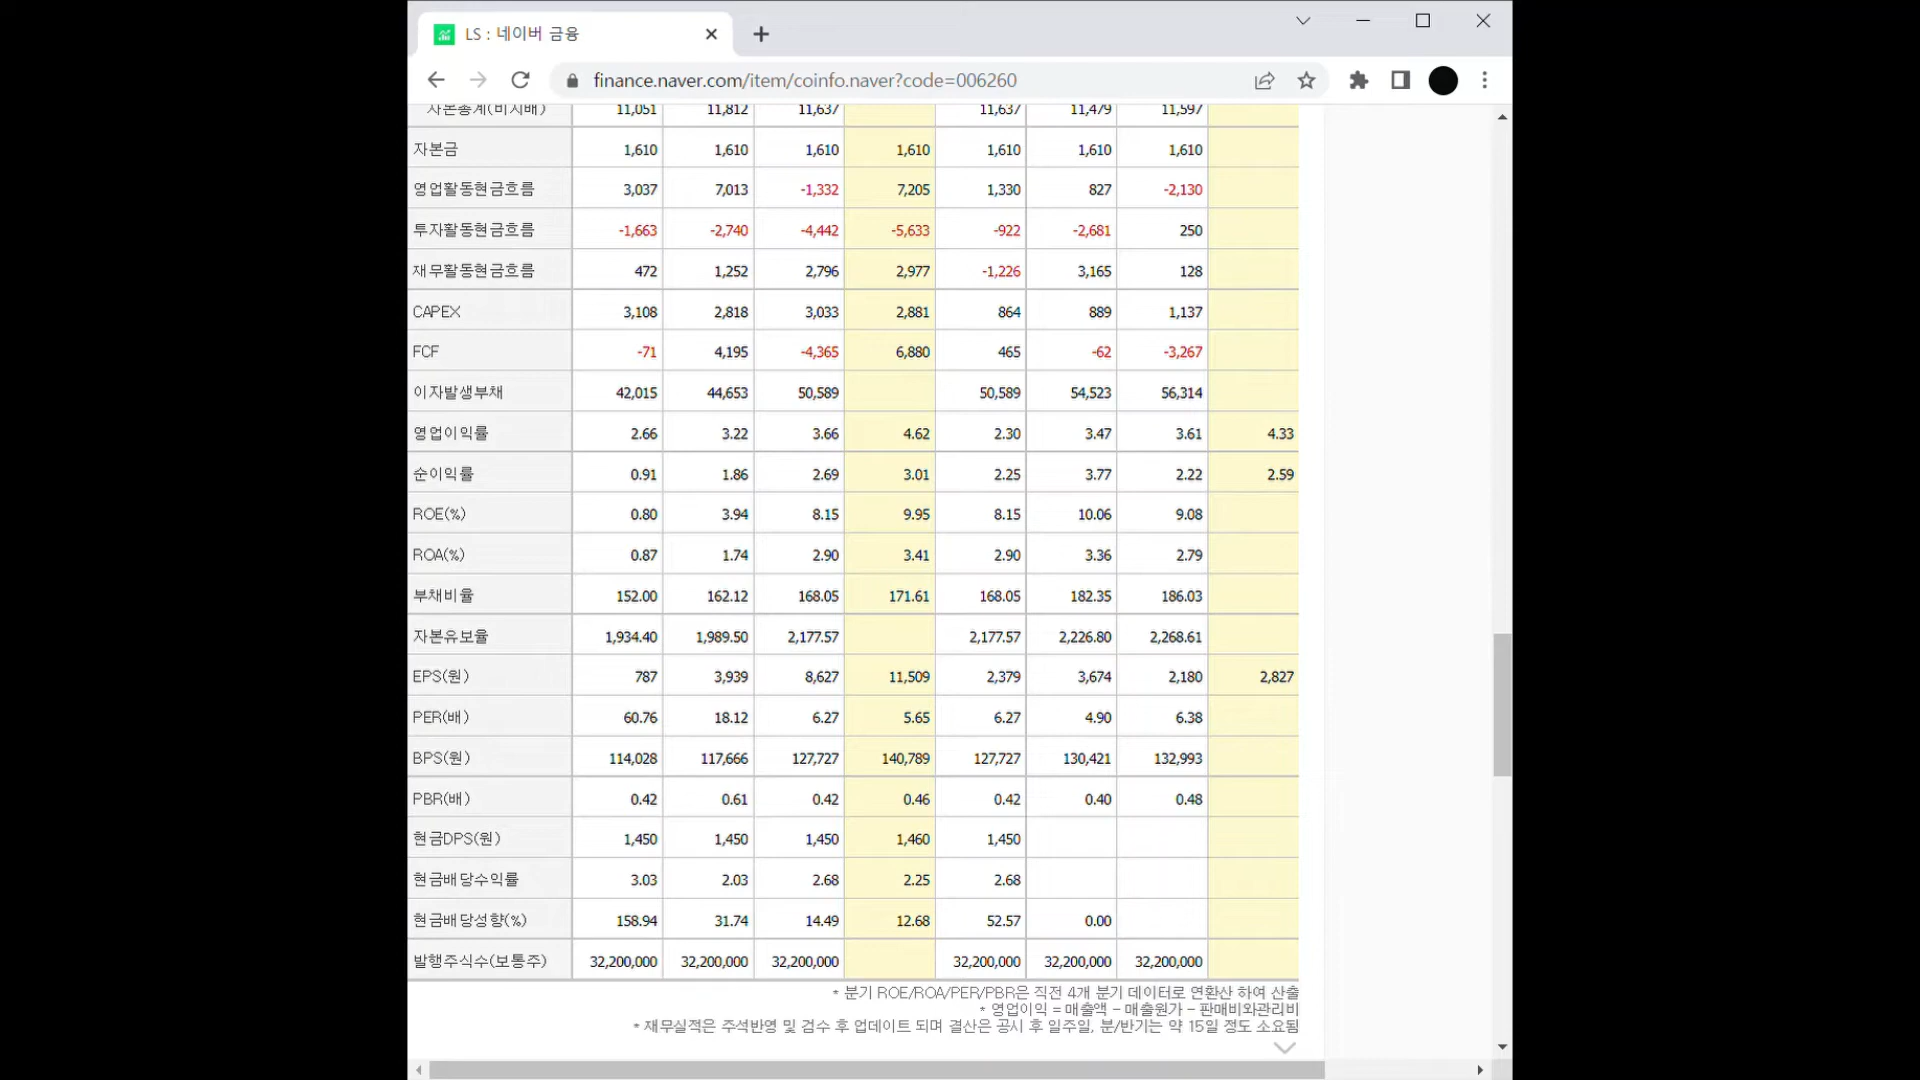 LS : 네이버 금융
finance.naver.com/item/coinfo.naver?code=006260
자본총계(비지배) 11,051 11,812 11,637 11,637 11,479 11,597
자본금 1,610 1,610 1,610 1,610 1,610 1,610 1,610
영업활동현금흐름 3,037 7,013 -1,332 7,205 1,330 827 -2,130
투자활동현금흐름 -1,663 -2,740 -4,442 -5,633 -922 -2,681 250
재무활동현금흐름 472 1,252 2,796 2,977 -1,226 3,165 128
CAPEX 3,108 2,818 3,033 2,881 864 889 1,137
FCF -71 4,195 -4,365 6,880 465 -62 -3,267
이자발생부채 42,015 44,653 50,589 50,589 54,523 56,314
영업이익률 2.66 3.22 3.66 4.62 2.30 3.47 3.61 4.33
순이익률 0.91 1.86 2.69 3.01 2.25 3.77 2.22 2.59
ROE(%) 0.80 3.94 8.15 9.95 8.15 10.06 9.08
ROA(%) 0.87 1.74 2.90 3.41 2.90 3.36 2.79
부채비율 152.00 162.12 168.05 171.61 168.05 182.35 186.03
자본유보율 1,934.40 1,989.50 2,177.57 2,177.57 2,226.80 2,268.61
EPS(원) 787 3,939 8,627 11,509 2,379 3,674 2,180 2,827
PER(배) 60.76 18.12 6.27 5.65 6.27 4.90 6.38
BPS(원) 114,028 117,666 127,727 140,789 127,727 130,421 132,993
PBR(배) 0.42 0.61 0.42 0.46 0.42 0.40 0.48
현금DPS(원) 1,450 1,450 1,450 1,460 1,450
현금배당수익률 3.03 2.03 2.68 2.25 2.68
현금배당성향(%) 158.94 31.74 14.49 12.68 52.57 0.00
발행주식수(보통주) 32,200,000 32,200,000 32,200,000 32,200,000 32,200,000 32,200,000
* 분기 ROE/ROA/PER/PBR은 직전 4개 분기 데이터로 연환산 하여 산출
* 영업이익 = 매출액 - 매출원가 - 판매비와관리비
* 재무실적은 주석반영 및 검수 후 업데이트 되며 결산은 공시 후 일주일, 분/반기는 약 15일 정도 소요됨